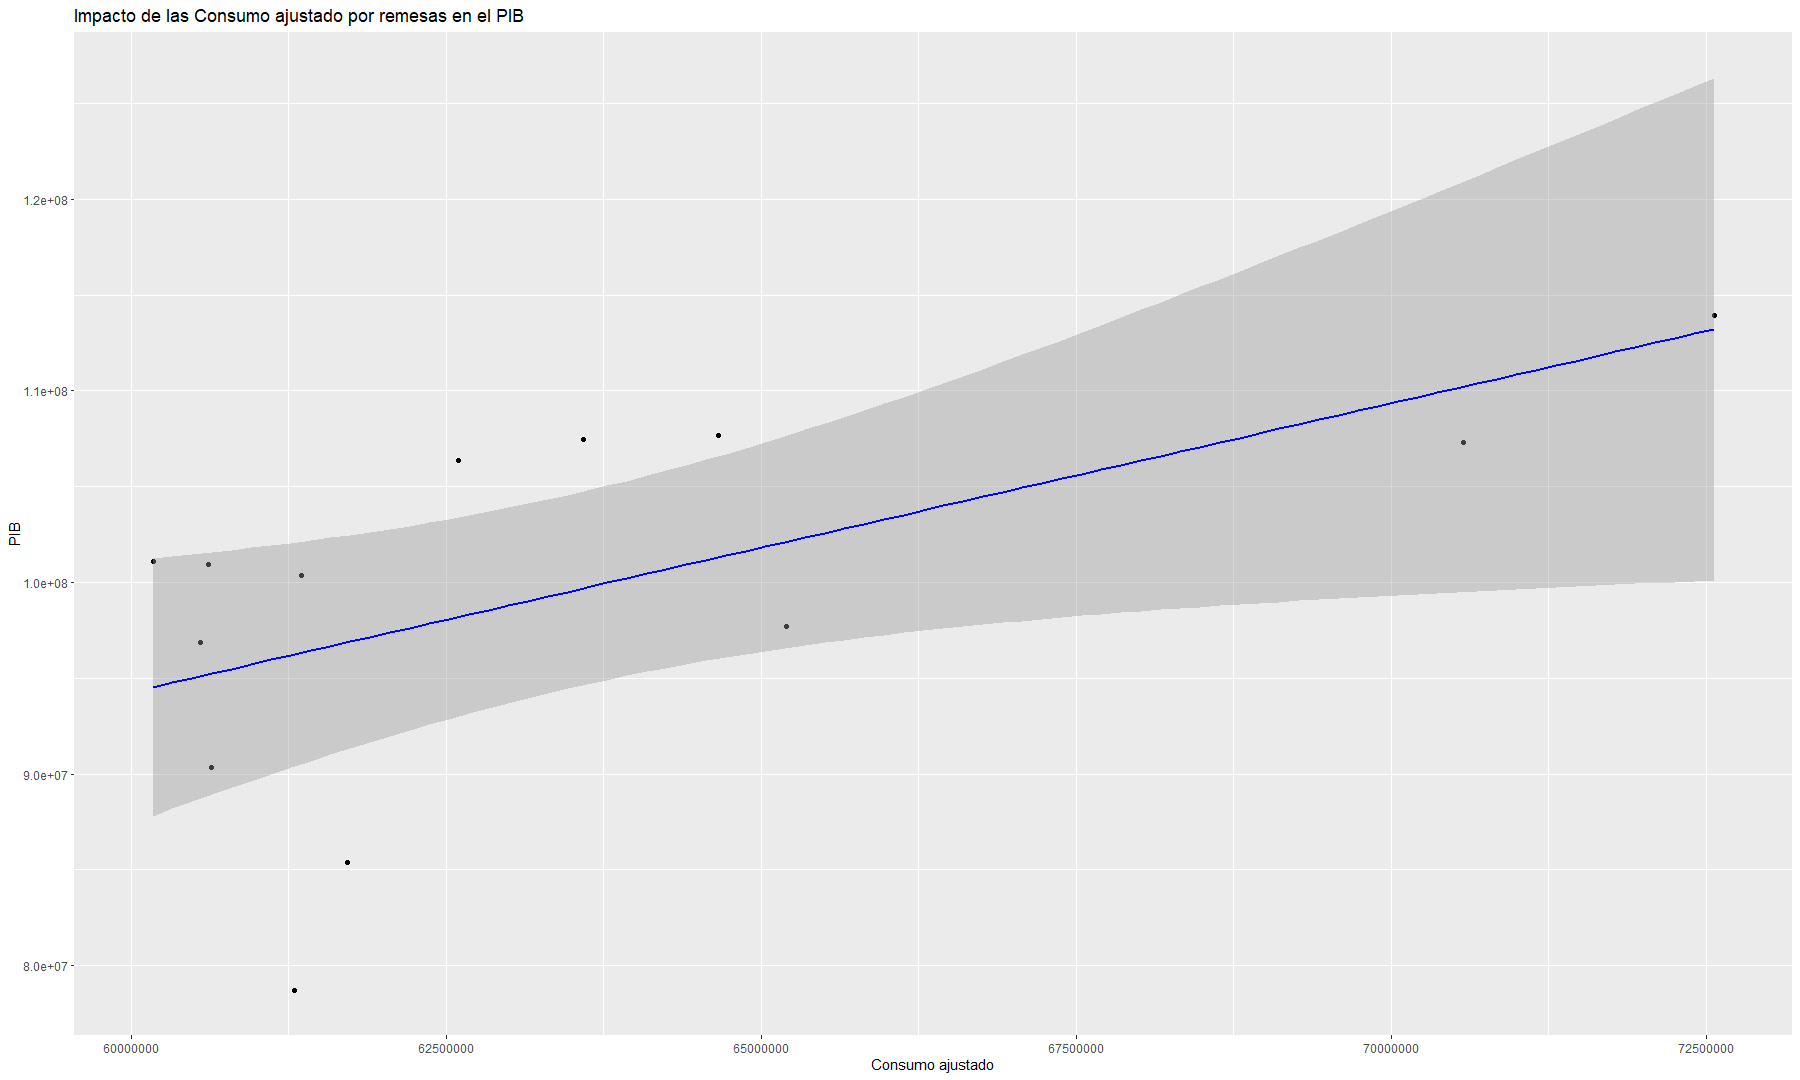 Impacto de las Consumo ajustado por remesas en el PIB
PIB
1.2e+08
1.1e+08
1.0e+08
9.0e+07
8.0e+07
60000000 62500000 65000000 67500000 70000000 72500000
Consumo ajustado